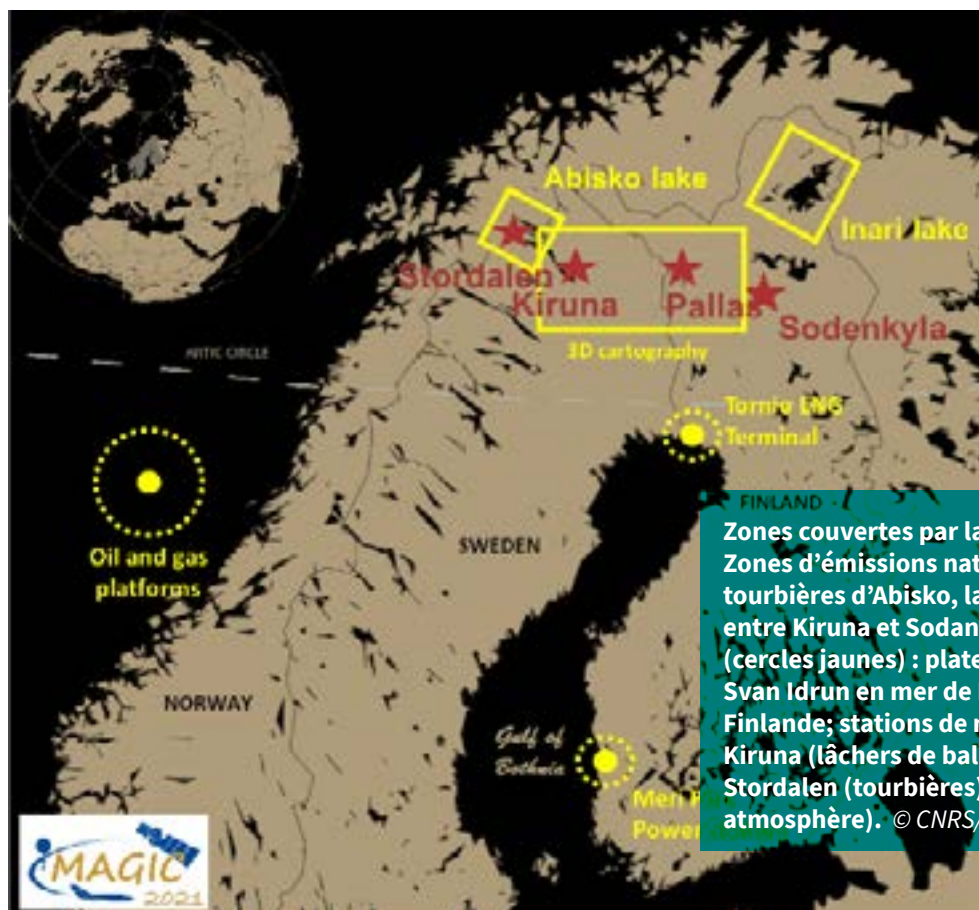 Abisko lake
Inari lake
Stordalen
Kiruna
Pallas
Sodenkyla
3D cartography
ARTIC CIRCLE
Tornio LNG
Terminal
Oil and gas
platforms
FINLAND
SWEDEN
NORWAY
Gulf of
Bothnia
Meri
Power
Zones couvertes par la
Zones d'émissions nat
tourbières d'Abisko, la
entre Kiruna et Sodan
(cercles jaunes) : plate
Svan Idrun en mer de
Finlande; stations de
Kiruna (lâchers de bal
Stordalen (tourbières)
atmosphère). © CNRS/
MAGIC
2021